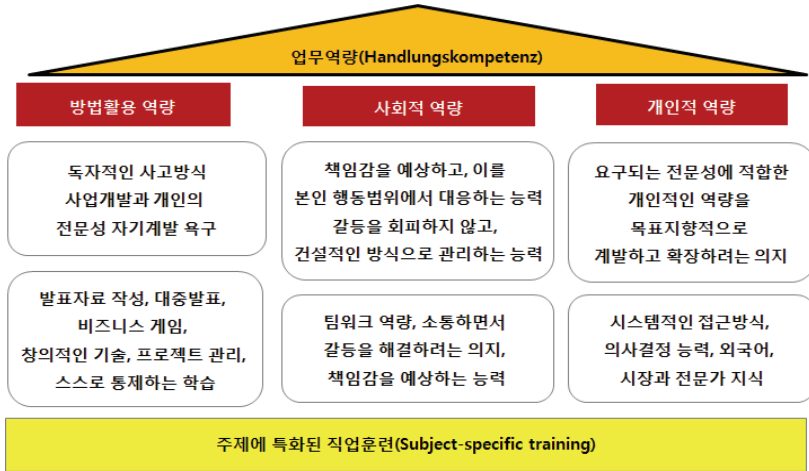 업무역량(Handlungskompetenz)
방법활용 역량
독자적인 사고방식
사업개발과 개인의
전문성 자기계발 욕구
발표자료 작성, 대중발표,
비즈니스 게임,
창의적인 기술, 프로젝트 관리,
스스로 통제하는 학습
사회적 역량
책임감을 예상하고, 이를
본인 행동범위에서 대응하는 능력
갈등을 회피하지 않고,
건설적인 방식으로 관리하는 능력
팀워크 역량, 소통하면서
갈등을 해결하려는 의지,
책임감을 예상하는 능력
개인적 역량
요구되는 전문성에 적합한
개인적인 역량을
목표지향적으로
계발하고 확장하려는 의지
시스템적인 접근방식,
의사결정 능력, 외국어,
시장과 전문가 지식
주제에 특화된 직업훈련(Subject-specific training)